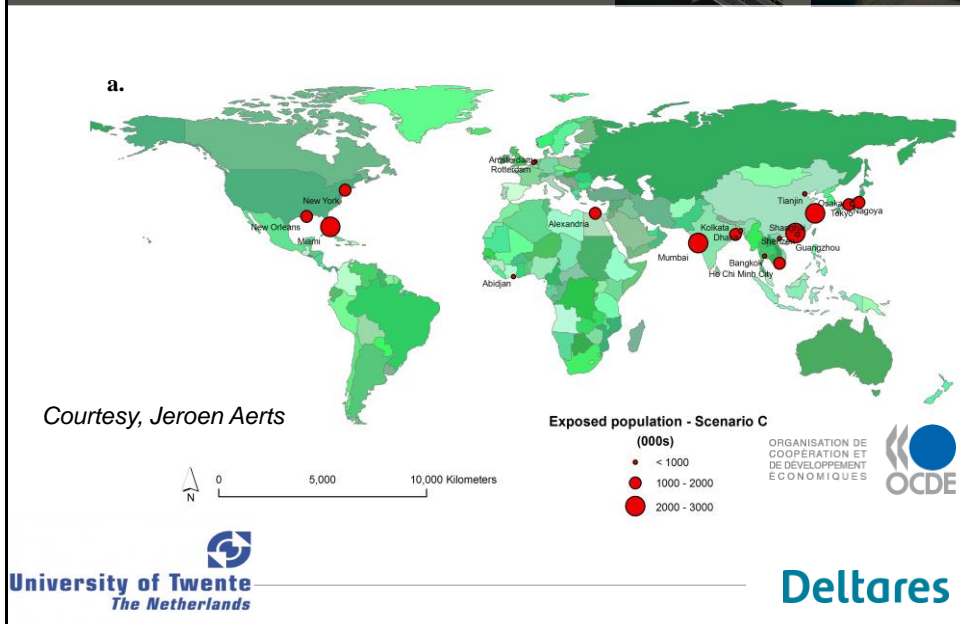 a.
New York
New Orleans
Miami
Amsterdam
Rotterdam
Alexandria
Abidjan
Mumbai
Kolkata
Dhaka
Bangkok
Ho Chi Minh City
Tianjin
Shanghai
Shenzen
Guangzhou
Osaka
Tokyo
Nagoya
Courtesy, Jeroen Aerts
Exposed population - Scenario C
(000s)
< 1000
1000 - 2000
2000 - 3000
N
0 5,000 10,000 Kilometers
ORGANISATION DE
COOPÉRATION ET
DE DÉVELOPPEMENT
ÉCONOMIQUES
OCDE
University of Twente
The Netherlands
Deltares